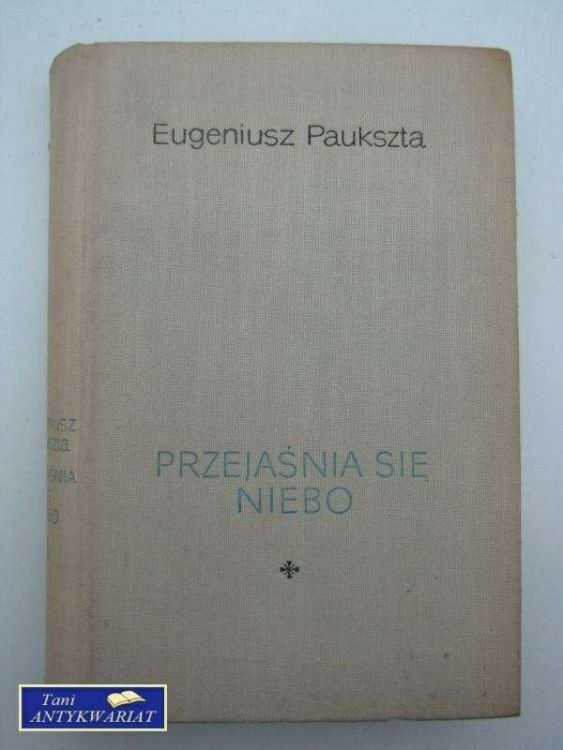 Eugeniusz Paukszta
PRZEJAŚNIA SIĘ
NIEBO
Tani
ANTYKWARIAT